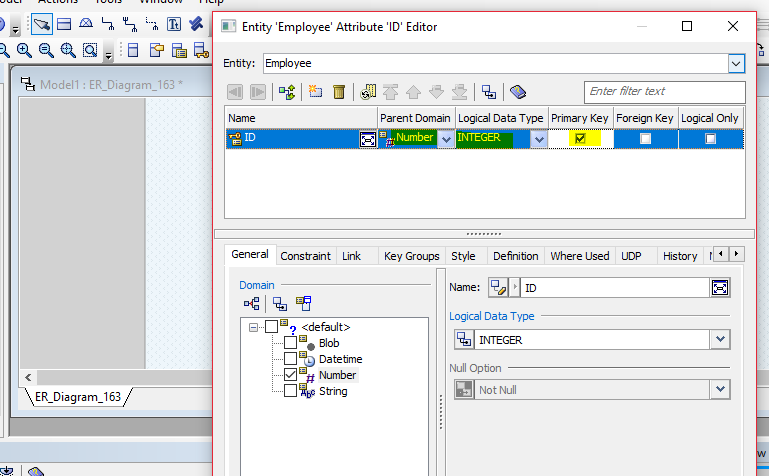 Actions Tools Help
Entity 'Employee' Attribute 'ID' Editor
Entity: Employee
Enter filter text
Name Parent Domain Logical Data Type Primary Key Foreign Key Logical Only
ID Number INTEGER
Model1 : ER_Diagram_163 *
ER_Diagram_163
General Constraint Link Key Groups Style Definition Where Used UDP History
Domain
<default>
Blob
Datetime
Number
String
Name: ID
Logical Data Type
INTEGER
Null Option
Not Null